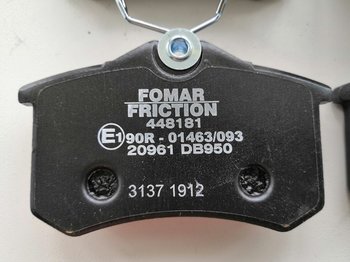 FOMAR
FRICTION
448181
E1 90R - 01463/093
20961 DB950
3137 1912